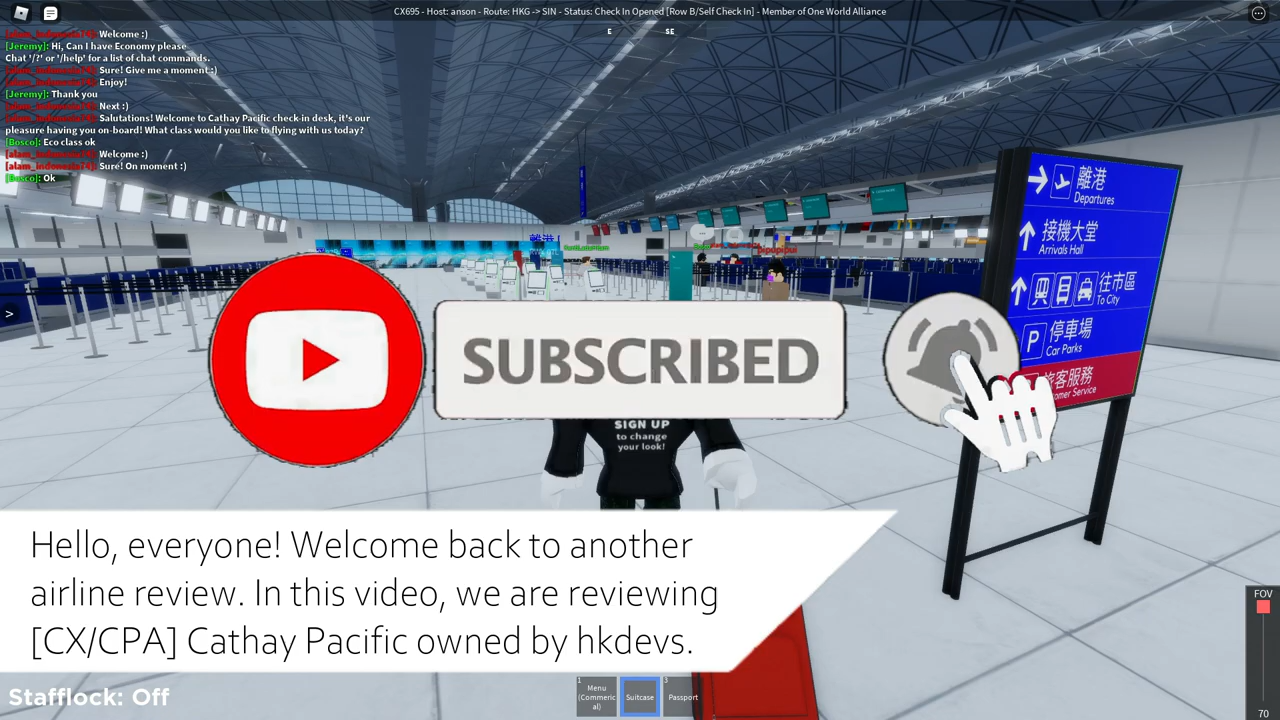 CX695 - Host: anson - Route: HKG -> SIN - Status: Check In Opened [Row B/Self Check In] - Member of One World Alliance
E
SE
Welcome :)
[Jeremy]: Hi, Can I have Economy please
Chat '/?' or '/help' for a list of chat commands.
Sure! Give me a moment :)
Enjoy!
[Jeremy]: Thank you
Next :)
Salutations! Welcome to Cathay Pacific check-in desk, it's our
pleasure having you on-board! What class would you like to flying with us today?
[Bosco]: Eco class ok
Welcome :)
Sure! On moment :)
[Bosco]: Ok
離港
Departures
接機大堂
Arrivals Hall
往市區
To City
P
停車場
Car Parks
旅客服務
omer Service
>
SUBSCRIBED
SIGN UP
to change
your look!
Hello, everyone! Welcome back to another
airline review. In this video, we are reviewing
[CX/CPA] Cathay Pacific owned by hkdevs.
Stafflock: Off
1
Menu
(Commeric
al)
Suitcase
3
Passport
FOV
70